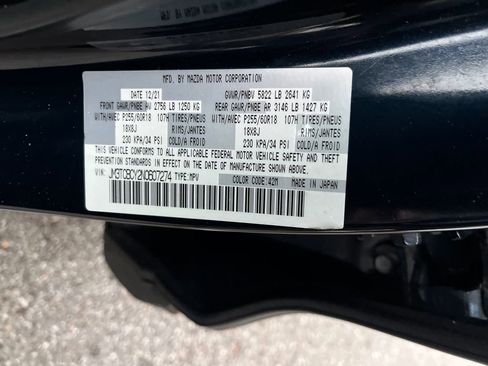 MFD. BY MAZDA MOTOR CORPORATION
DATE 12/21 GVWR/PNBV 5822 LB 2641 KG
FRONT GAWR/PNBE AV 2756 LB 1250 KG REAR GAWR/PNBE AR 3146 LB 1427 KG
WITH/AVEC P255/60R18 107H TIRES/PNEUS WITH/AVEC P255/60R18 107H TIRES/PNEUS
18X8J RIMS/JANTES 18X8J RIMS/JANTES
230 KPA/34 PSI COLD/A FROID 230 KPA/34 PSI COLD/A FROID
THIS VEHICLE CONFORMS TO ALL APPLICABLE FEDERAL MOTOR VEHICLE SAFETY, BUMPER, AND THEFT
PREVENTION STANDARDS IN EFFECT ON THE DATE OF MANUFACTURE SHOWN ABOVE.
VIN: JM3TCBCY2N0607274 TYPE:MPV
COLOR CODE:42M MADE IN JAPAN